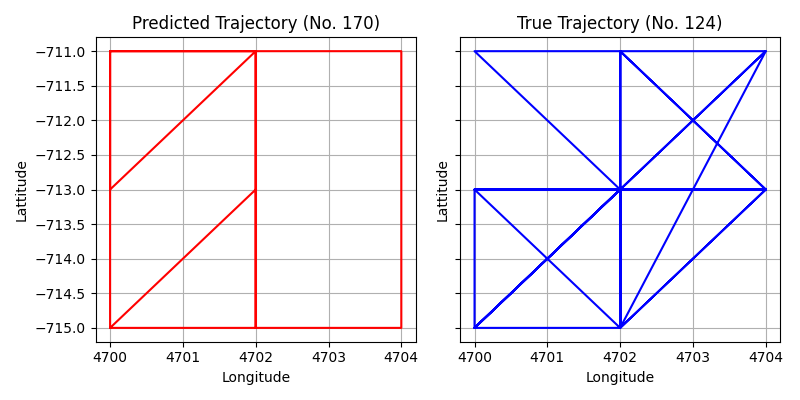 Predicted Trajectory (No. 170)
True Trajectory (No. 124)
Lattitude
−711.0
−711.5
−712.0
−712.5
−713.0
−713.5
−714.0
−714.5
−715.0
4700 4701 4702 4703 4704
Longitude
Lattitude
4700 4701 4702 4703 4704
Longitude